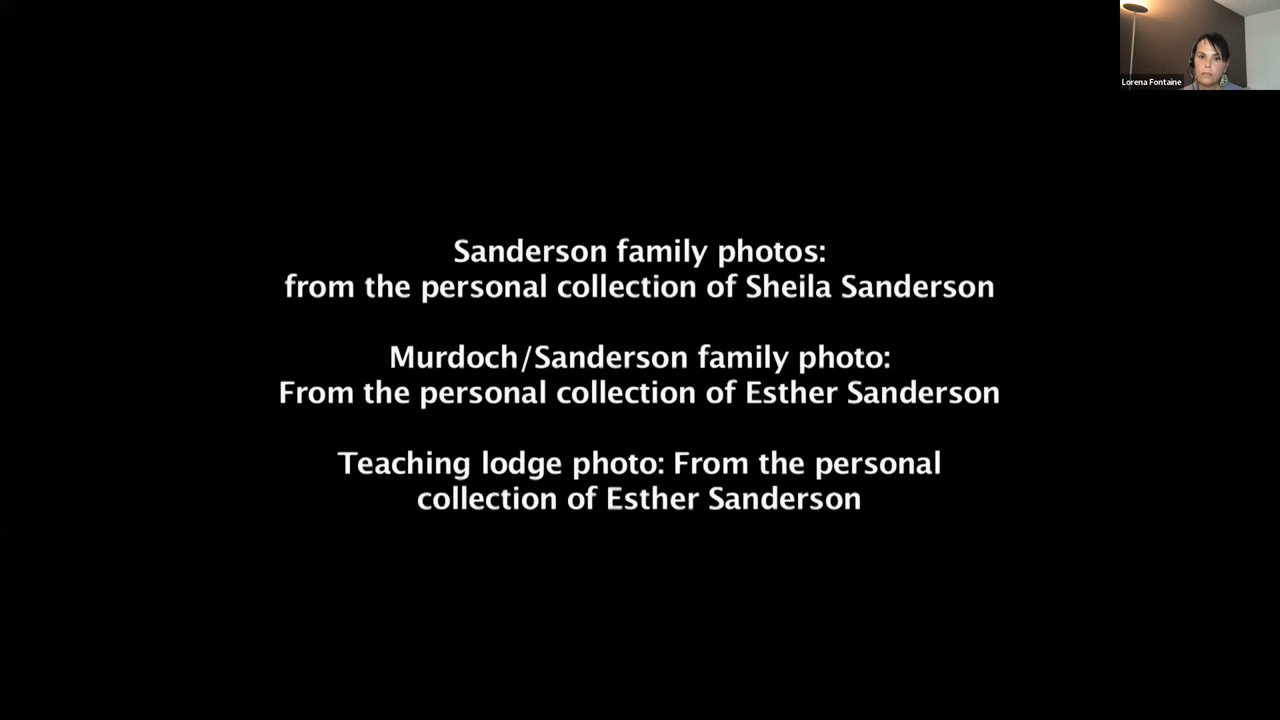 Lorena Fontaine
Sanderson family photos:
from the personal collection of Sheila Sanderson
Murdoch/Sanderson family photo:
From the personal collection of Esther Sanderson
Teaching lodge photo: From the personal
collection of Esther Sanderson